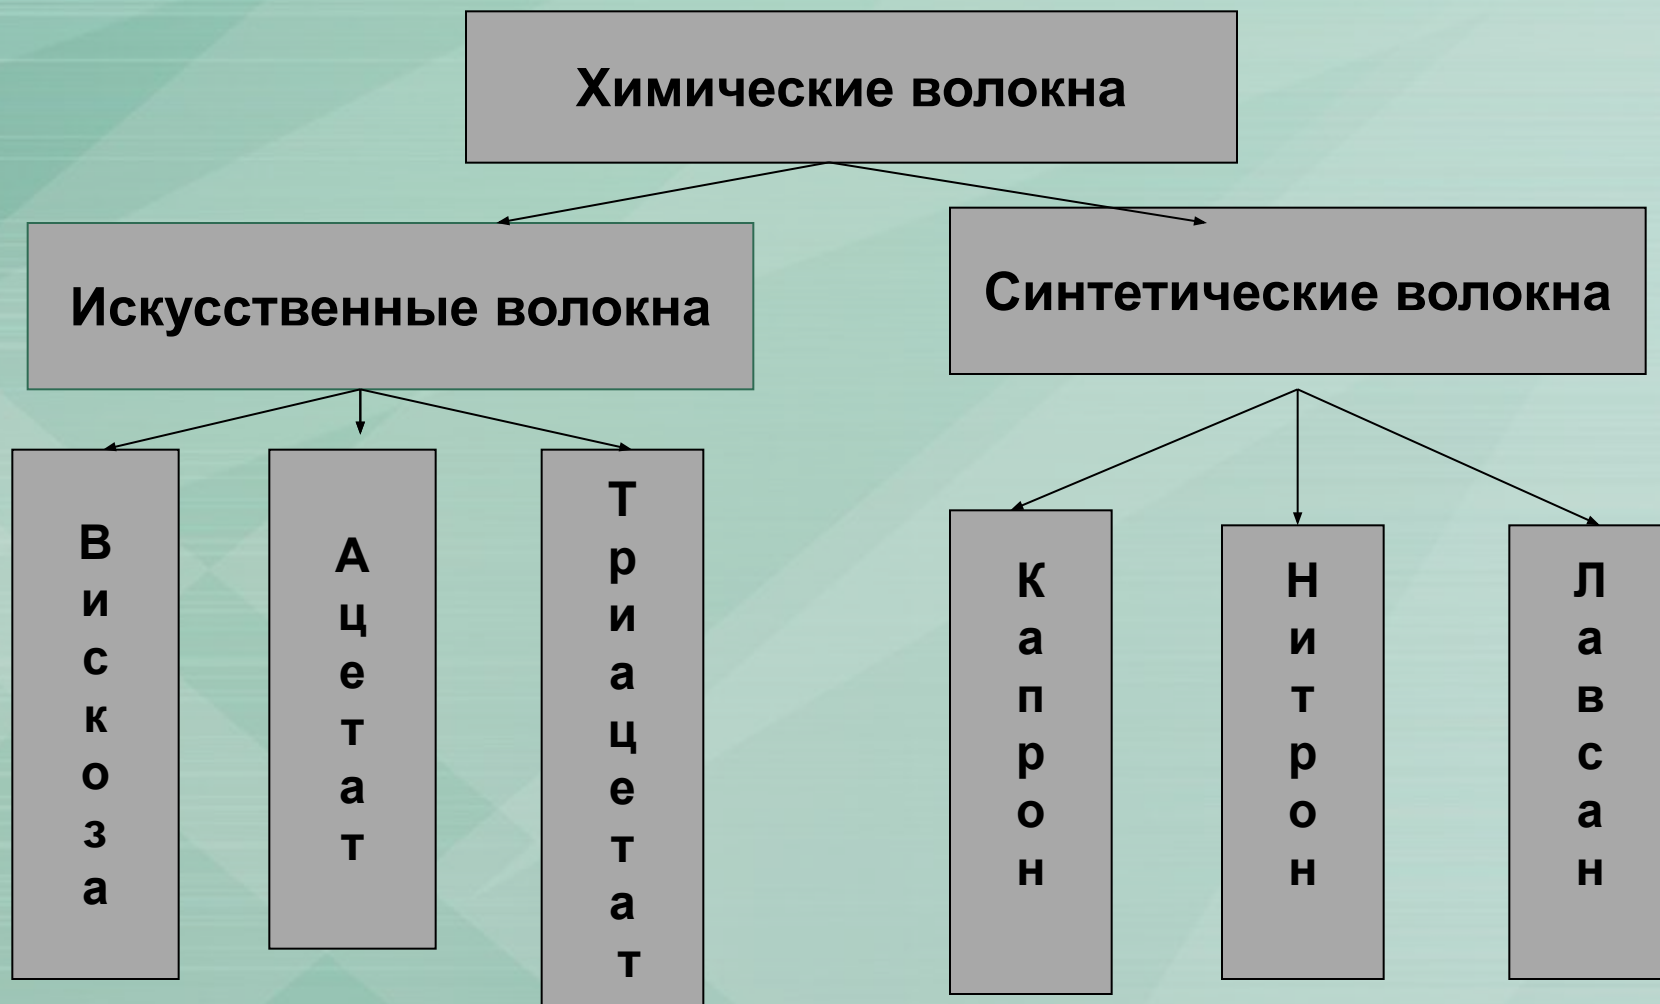 Химические волокна
Искусственные волокна
Синтетические волокна
Вискоза
Ацетат
Триацетат
Капрон
Нитрон
Лавсан